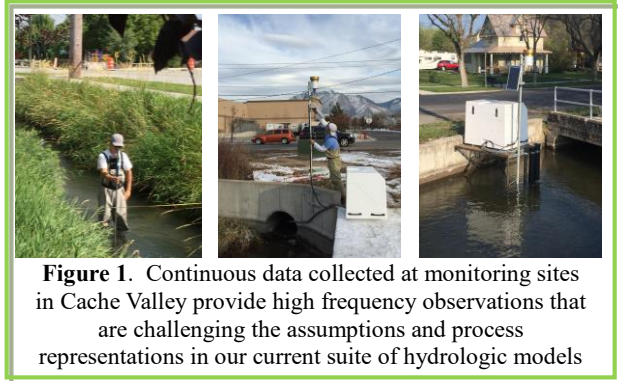 Figure 1. Continuous data collected at monitoring sites
in Cache Valley provide high frequency observations that
are challenging the assumptions and process
representations in our current suite of hydrologic models